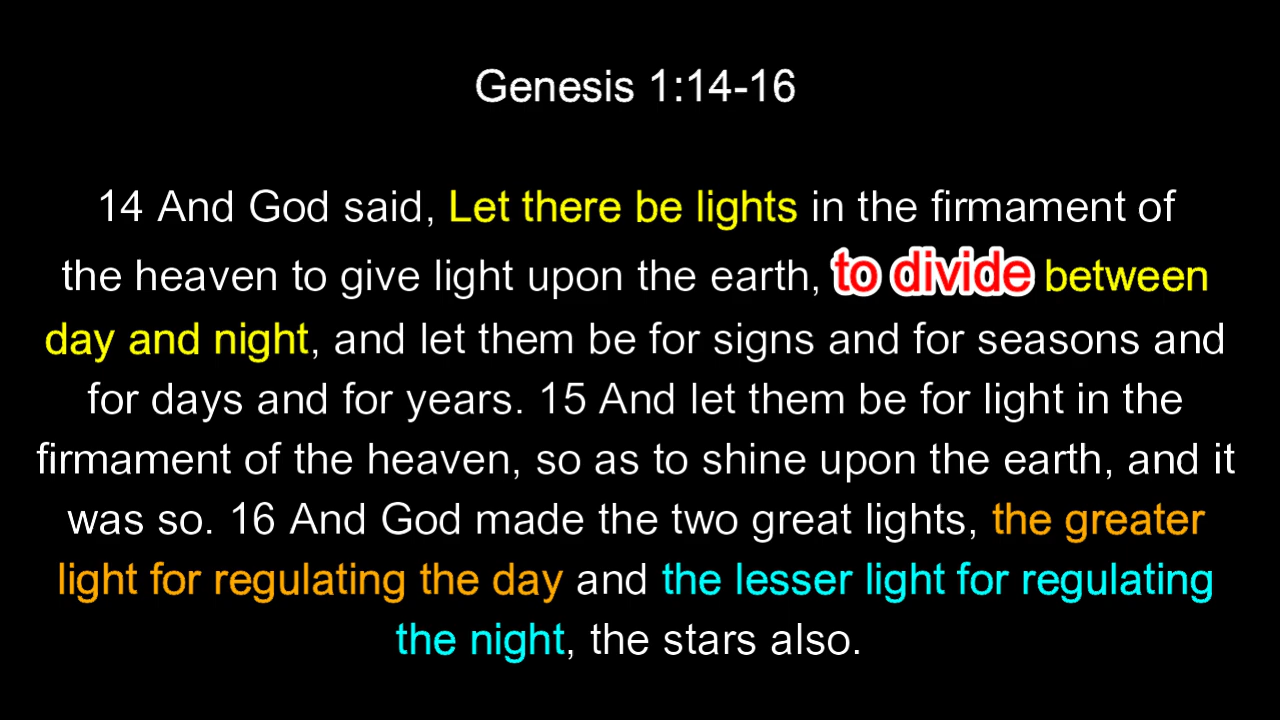 Genesis 1:14-16
14 And God said, Let there be lights in the firmament of
the heaven to give light upon the earth, to divide between
day and night, and let them be for signs and for seasons and
for days and for years. 15 And let them be for light in the
firmament of the heaven, so as to shine upon the earth, and it
was so. 16 And God made the two great lights, the greater
light for regulating the day and the lesser light for regulating
the night, the stars also.